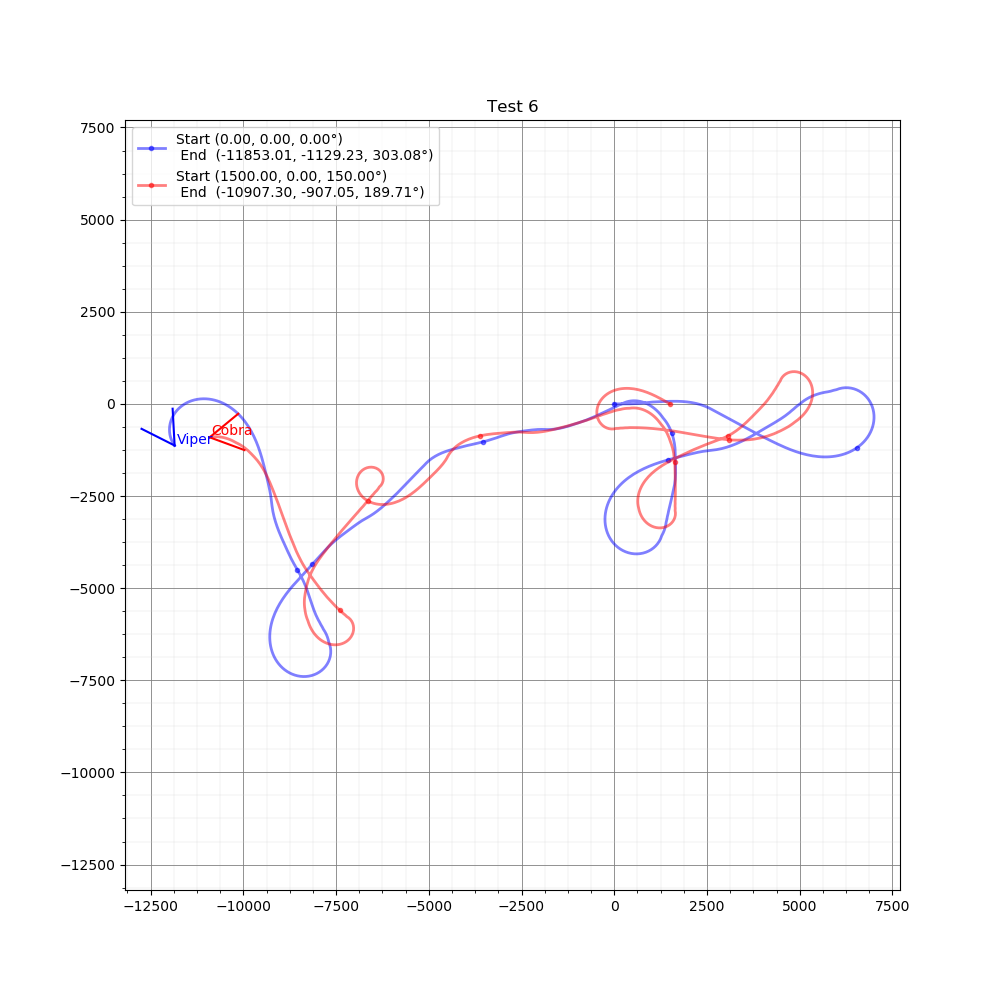 Test 6
Start (0.00, 0.00, 0.00°)
End (-11853.01, -1129.23, 303.08°)
Start (1500.00, 0.00, 150.00°)
End (-10907.30, -907.05, 189.71°)
7500
5000
2500
0
−2500
−5000
−7500
−10000
−12500
Cobra
Viper
−12500 −10000 −7500 −5000 −2500 0 2500 5000 7500